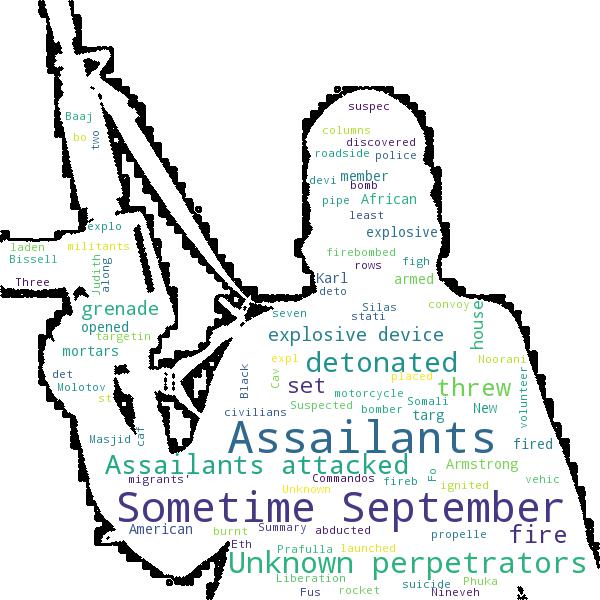 suspec
Baaj
columns
bo
two
discovered
roadside police
devi member
bomb
pipe African
least
explo
explosive
laden militants
firebombed
Bissell
rows figh
Judith
along
Three
Karl armed
deto
grenade
Silas convoy
seven
stati
opened
house
targetin
explosive device
mortars
expl detonated Noorani
det
Black
Cav
placed
volunteer
Molotov
set threw
st
motorcycle
Somali
Suspected bomber
New
civilians
targ
Masjid
caf
Assailants fired
Assailants attacked Armstrong
migrants'
Commandos fireb
Fo
ignited
vehic
Unknown
Sometime September
American burnt Summary abducted
propelle fire
Eth
Prafulla launched
Unknown perpetrators
Liberation
suicide Phuka
Fus rocket
Nineveh